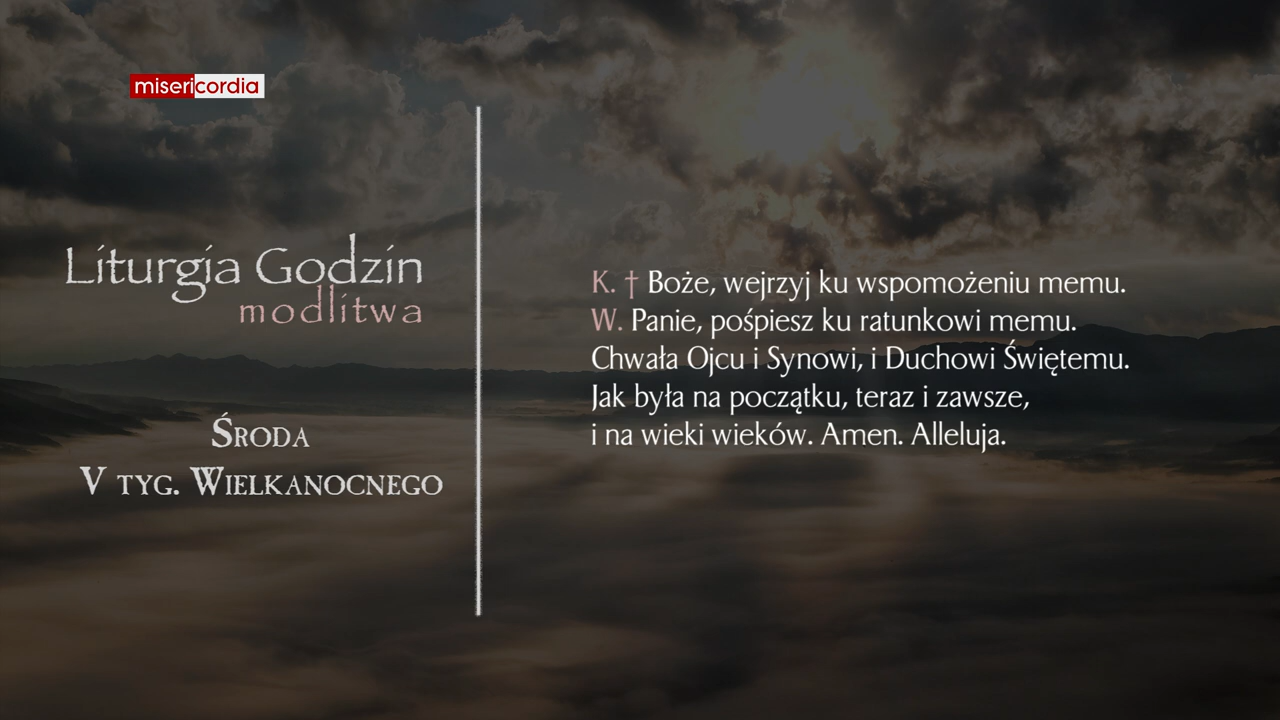 misericordia
Liturgia Godzin
modlitwa
Środa
V tyg. Wielkanocnego
K. † Boże, wejrzyj ku wspomożeniu memu.
W. Panie, pośpiesz ku ratunkowi memu.
Chwała Ojcu i Synowi, i Duchowi Świętemu.
Jak była na początku, teraz i zawsze,
i na wieki wieków. Amen. Alleluja.